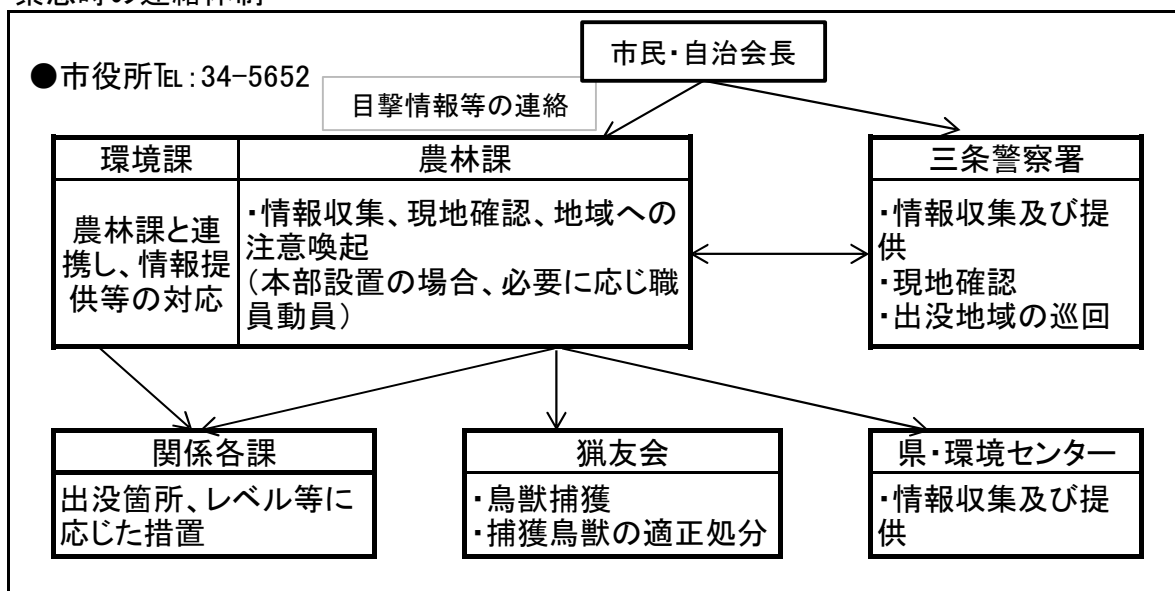 緊急時の連絡体制
市民・自治会長
●市役所℡:34-5652
目撃情報等の連絡
環境課
農林課と連
携し、情報提
供等の対応
農林課
・情報収集、現地確認、地域への
注意喚起
(本部設置の場合、必要に応じ職
員動員)
三条警察署
・情報収集及び提
供
・現地確認
・出没地域の巡回
関係各課
出没箇所、レベル等に
応じた措置
猟友会
・鳥獣捕獲
・捕獲鳥獣の適正処分
県・環境センター
・情報収集及び提
供